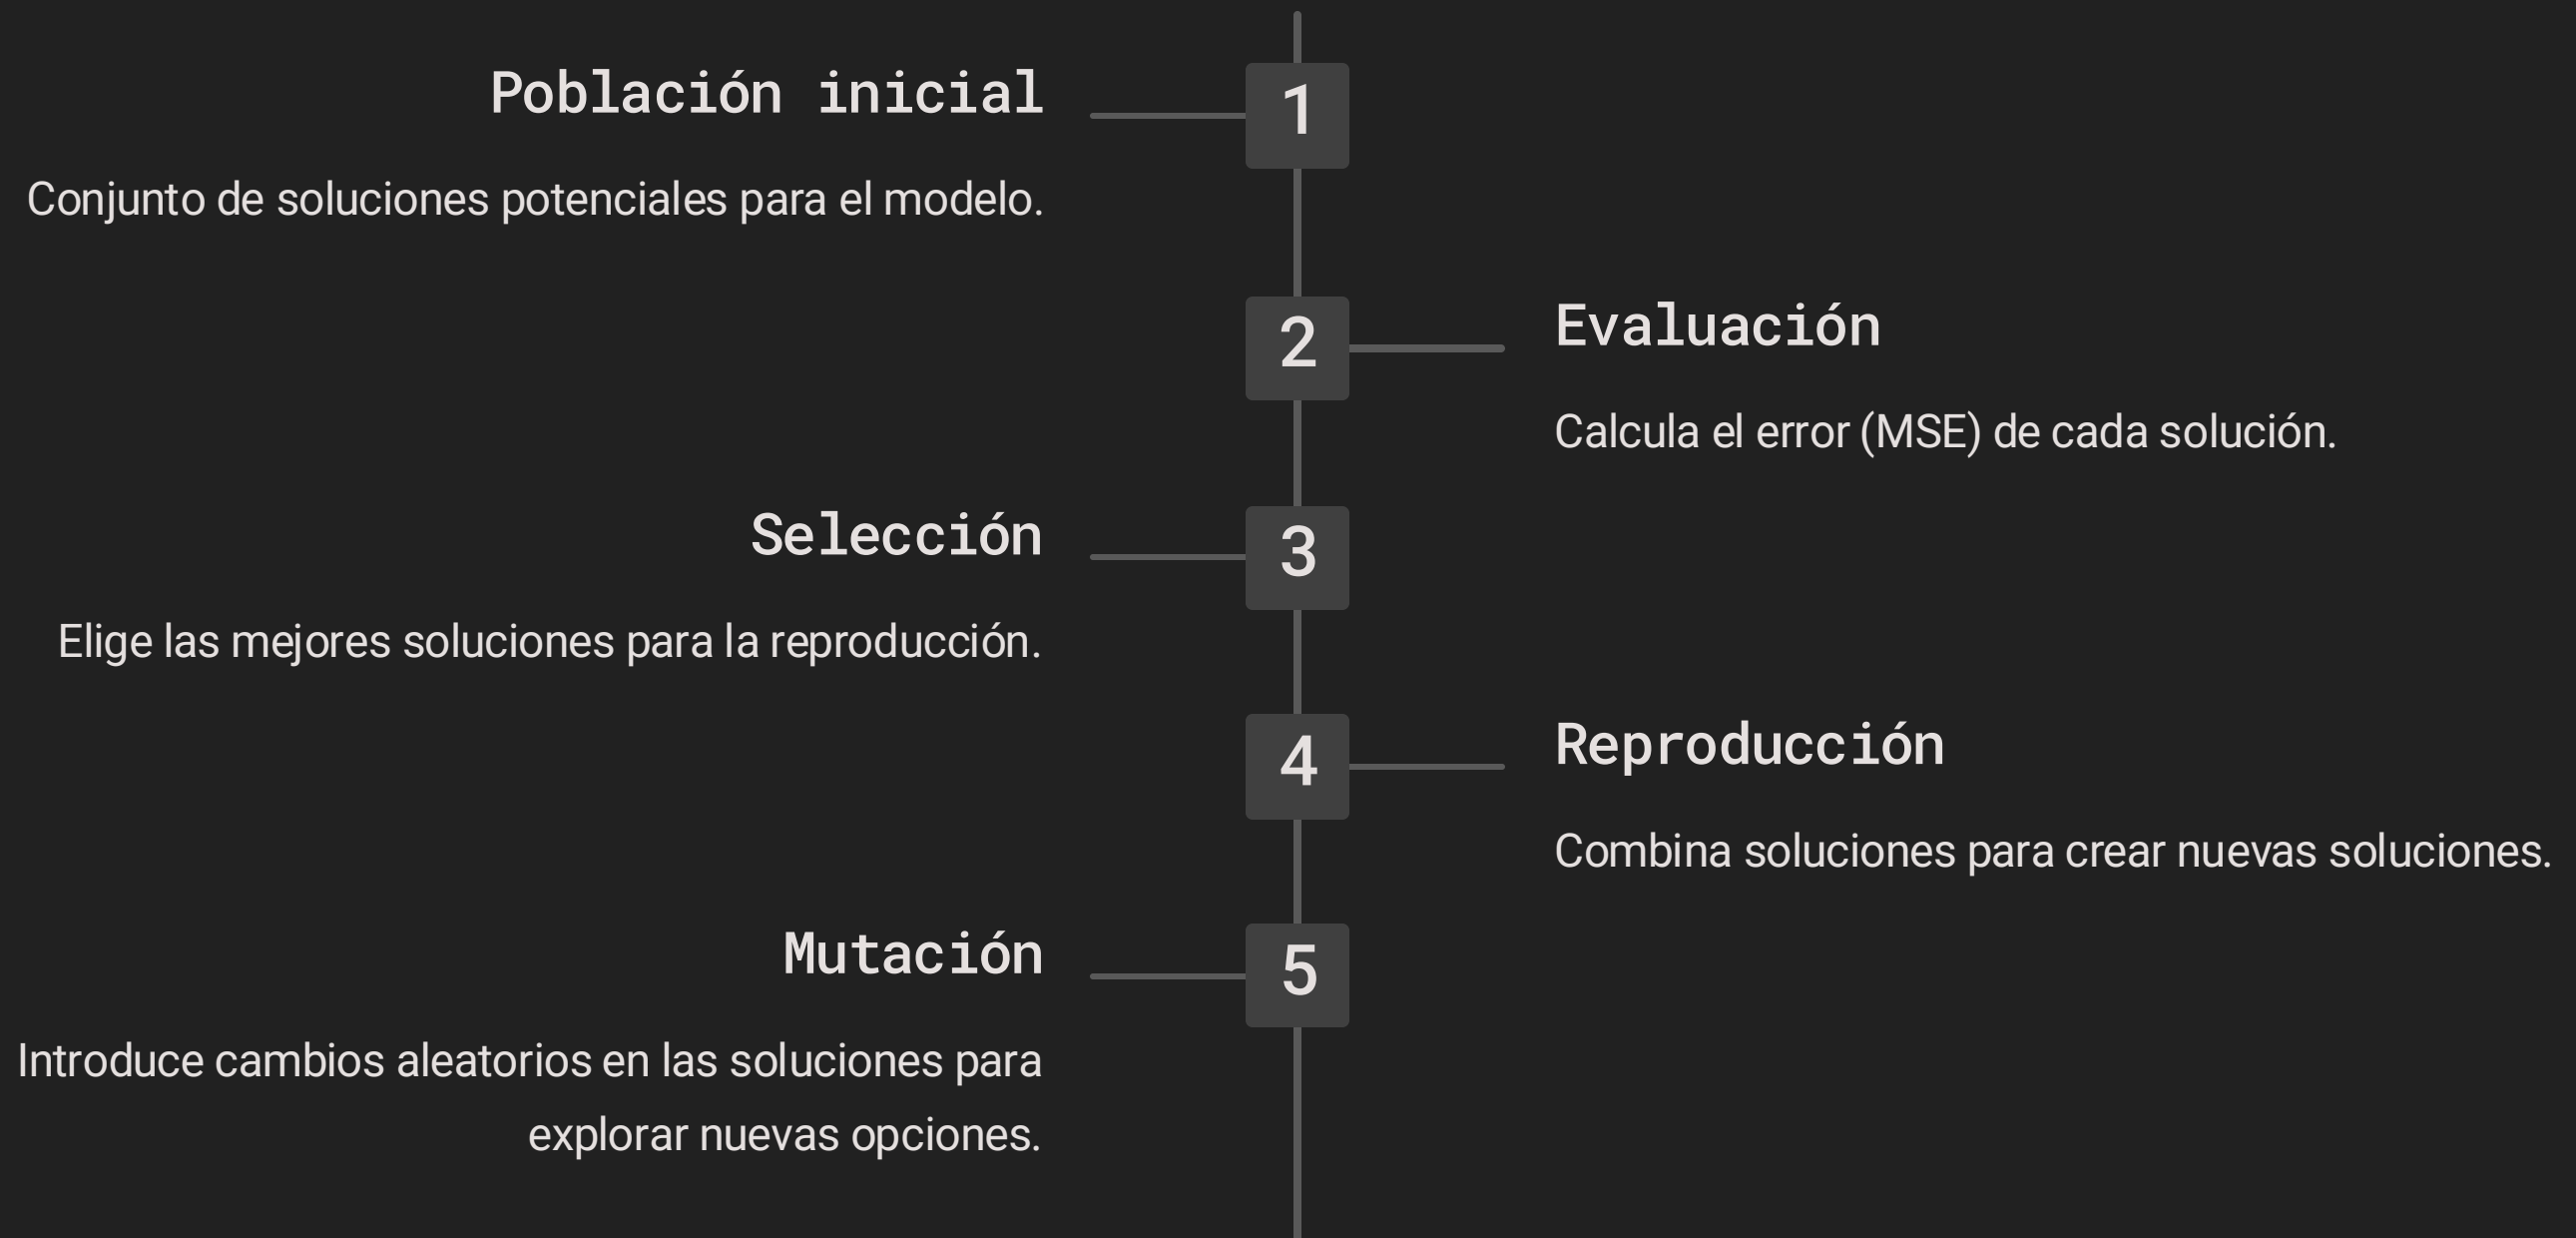 Población inicial
1
Conjunto de soluciones potenciales para el modelo.
2
Evaluación
Calcula el error (MSE) de cada solución.
Selección
3
Elige las mejores soluciones para la reproducción.
4
Reproducción
Combina soluciones para crear nuevas soluciones.
Mutación
5
Introduce cambios aleatorios en las soluciones para
explorar nuevas opciones.